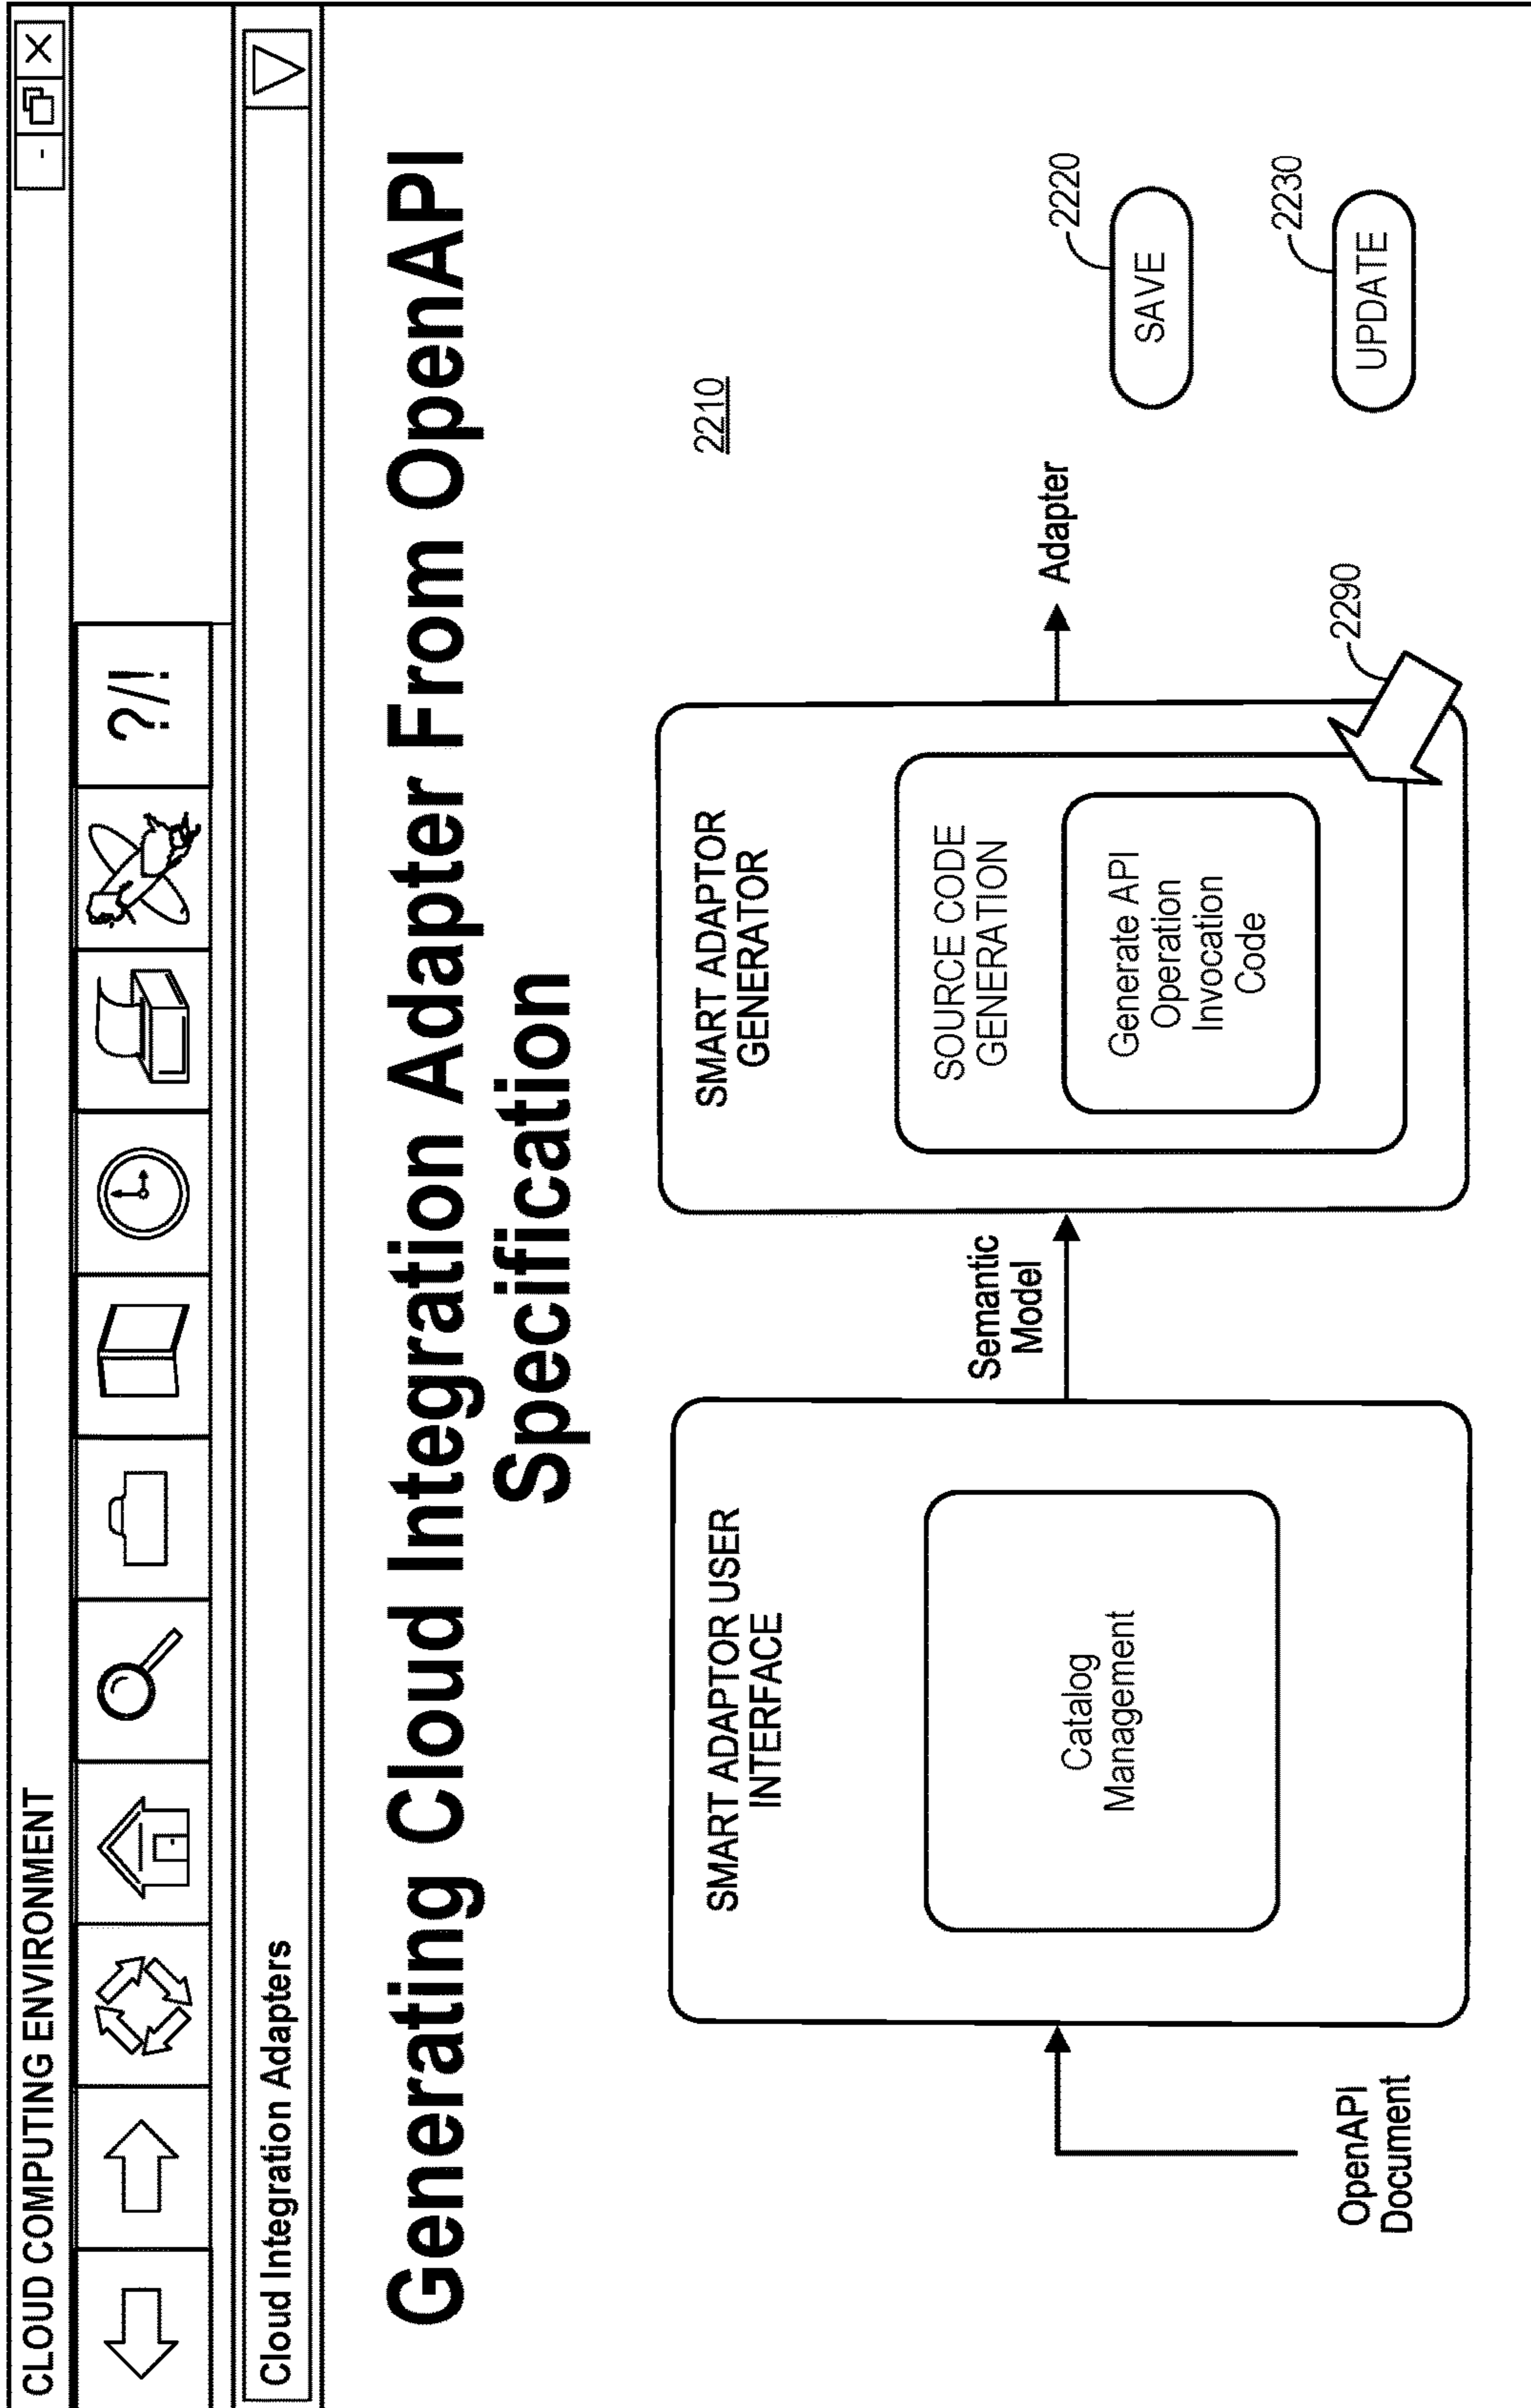 CLOUD COMPUTING ENVIRONMENT
- X
?/!
Cloud Integration Adapters
Generating Cloud Integration Adapter From OpenAPI
Specification
2210
SMART ADAPTOR USER
INTERFACE
Catalog
Management
OpenAPI
Document
Semantic
Model
SMART ADAPTOR
GENERATOR
SOURCE CODE
GENERATION
Generate API
Operation
Invocation
Code
Adapter
2290
2220
SAVE
2230
UPDATE